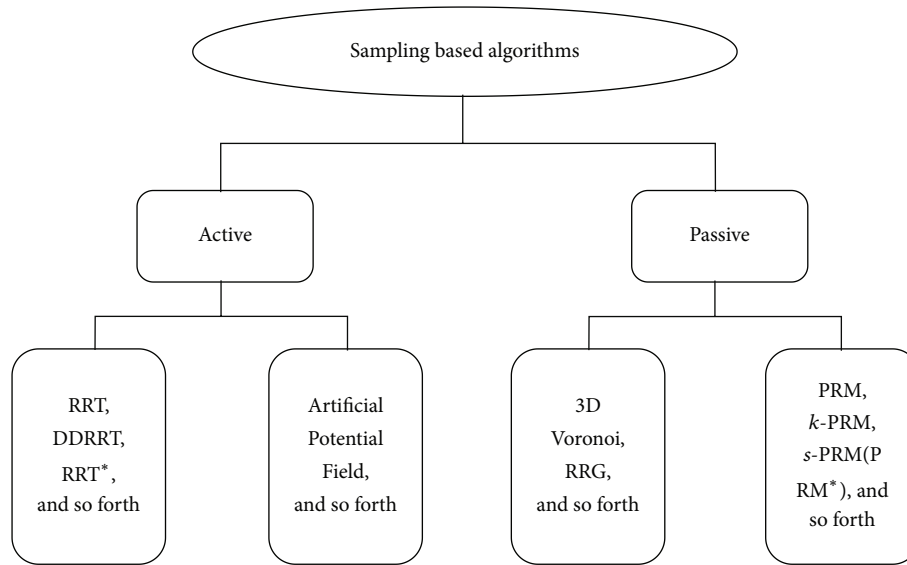 Sampling based algorithms
Active
Passive
RRT,
DDRRT,
RRT*,
and so forth
Artificial
Potential
Field,
and so forth
3D
Voronoi,
RRG,
and so forth
PRM,
k-PRM,
s-PRM(P
RM*), and
so forth